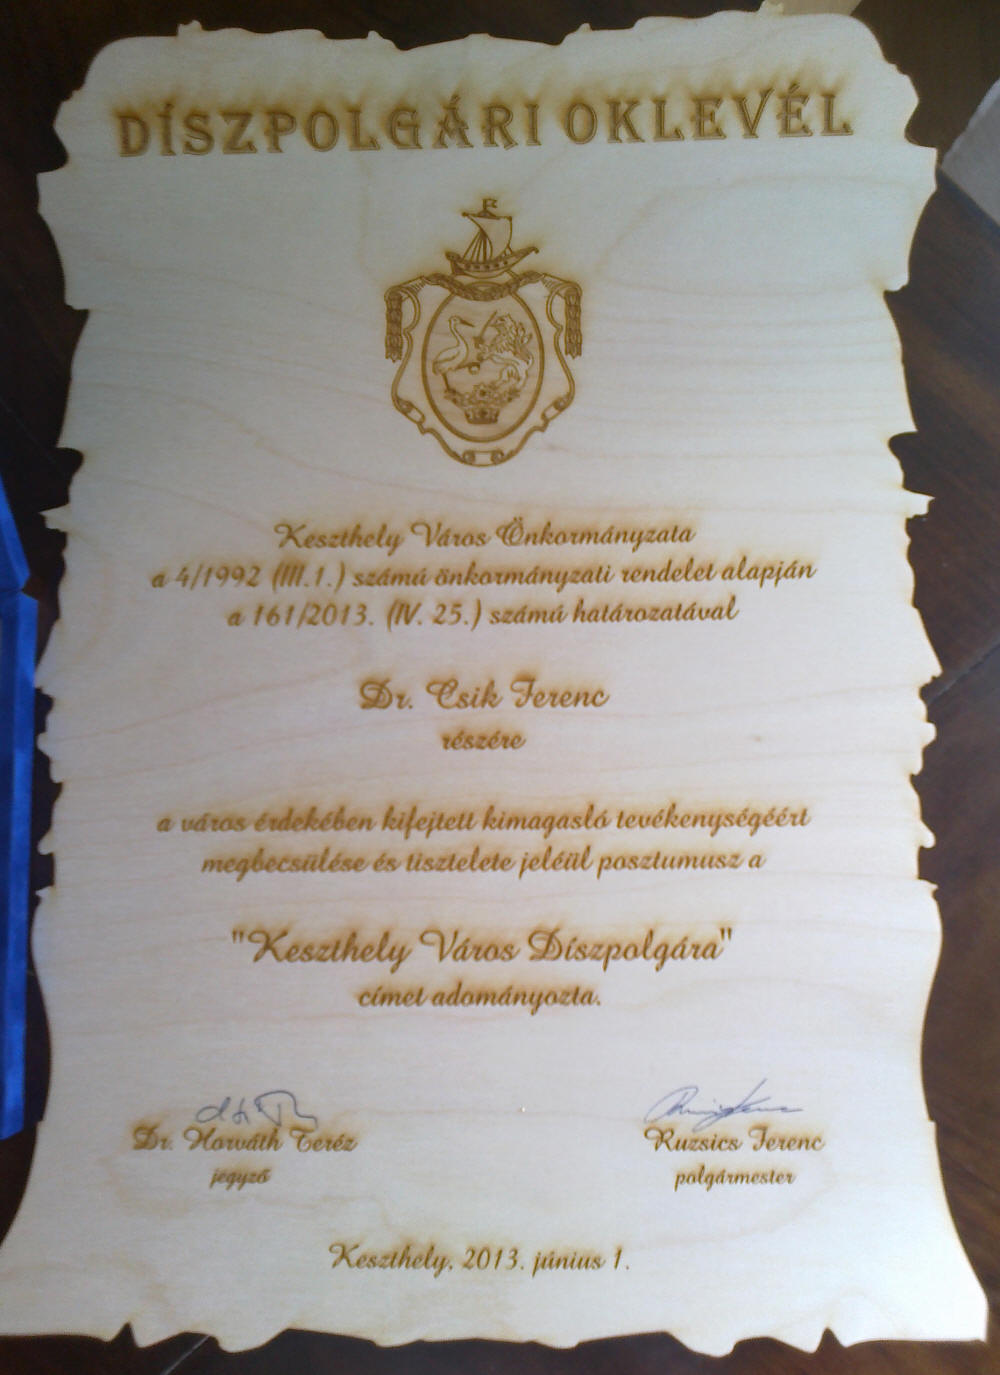 DÍSZPOLGÁRI OKLEVÉL
Keszthely Város Önkormányzata
a 4/1992 (III.1.) számú önkormányzati rendelet alapján
a 161/2013. (IV. 25.) számú határozatával
Dr. Csik Ferenc
részére
a város érdekében kifejtett kimagasló tevékenységéért
megbecsülése és tisztelete jeléül posztumusz a
"Keszthely Város Díszpolgára"
címet adományozta.
Dr. Horváth Teréz
jegyző
Ruzsics Ferenc
polgármester
Keszthely, 2013. június 1.